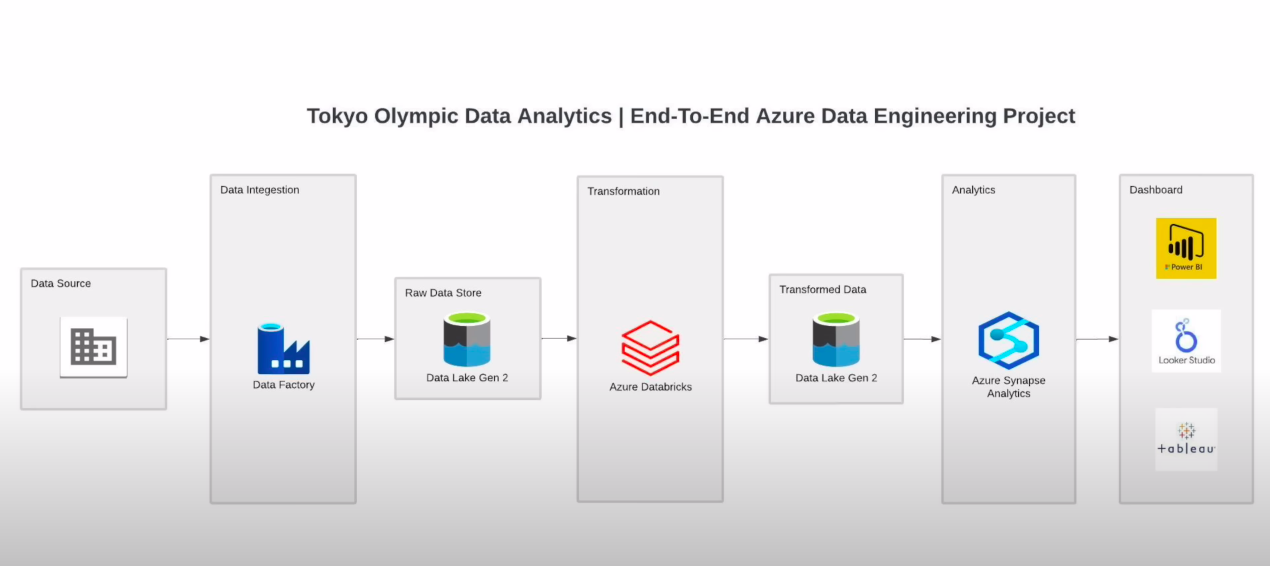 Tokyo Olympic Data Analytics | End-To-End Azure Data Engineering Project
Data Source
Data Integestion
Data Factory
Raw Data Store
Data Lake Gen 2
Transformation
Azure Databricks
Transformed Data
Data Lake Gen 2
Analytics
Azure Synapse
Analytics
Dashboard
Power BI
Looker Studio
+ableau